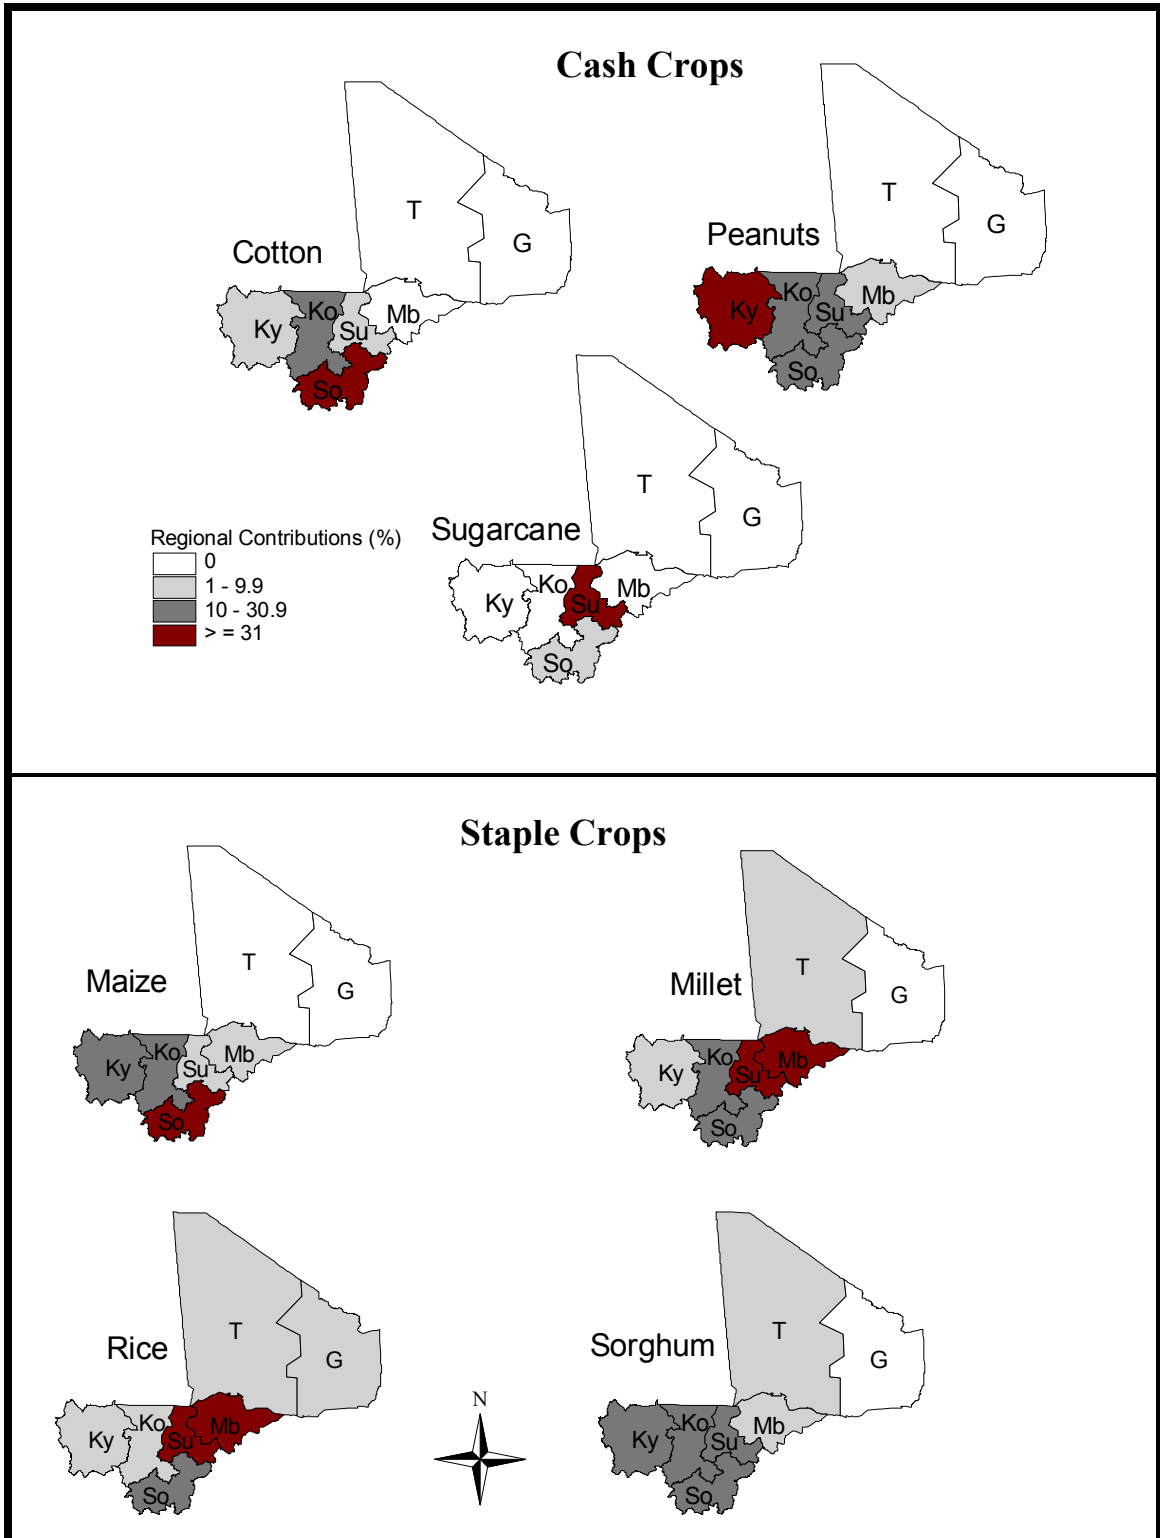 Cash Crops
Cotton
T
G
Ky
Ko
Su
Mb
So
Peanuts
T
G
Ky
Ko
Su
Mb
So
Sugarcane
T
G
Ky
Ko
Su
Mb
So
Regional Contributions (%)
0
1 - 9.9
10 - 30.9
> = 31
Staple Crops
Maize
T
G
Ky
Ko
Su
Mb
So
Millet
T
G
Ky
Ko
Su
Mb
So
Rice
T
G
Ky
Ko
Su
Mb
So
N
Sorghum
T
G
Ky
Ko
Su
Mb
So